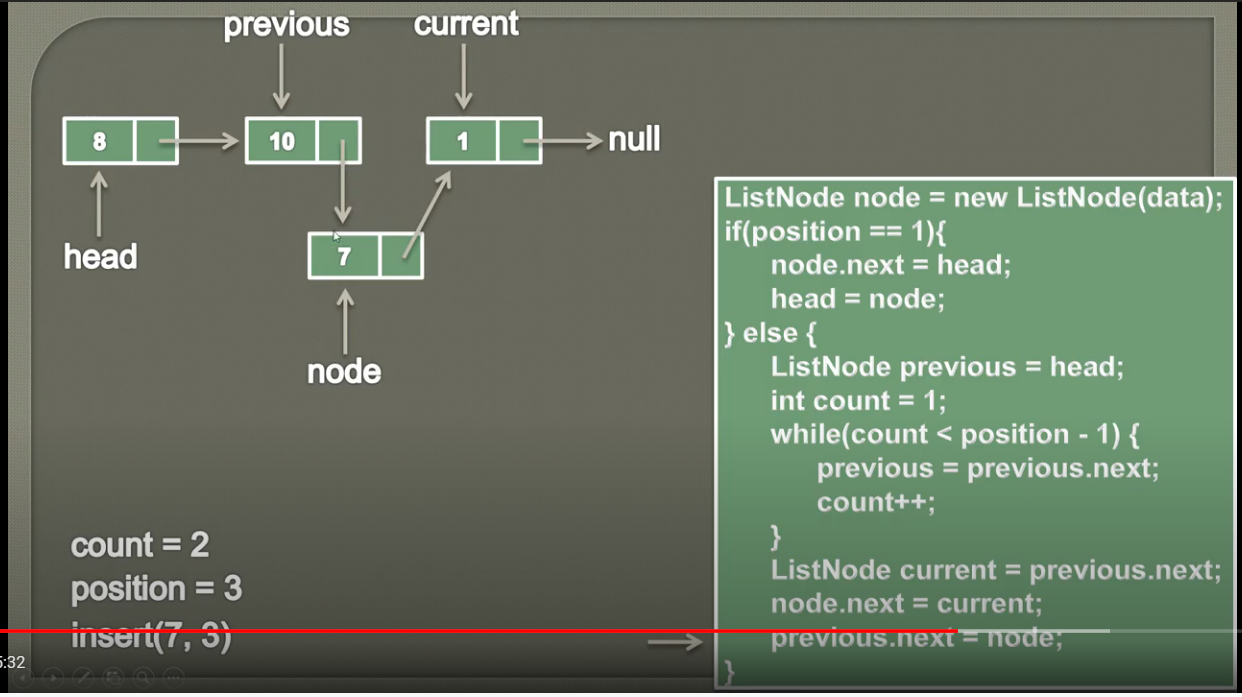 previous
current
8
10
1
null
head
7
node
ListNode node = new ListNode(data);
if(position == 1){
node.next = head;
head = node;
} else {
ListNode previous = head;
int count = 1;
while(count < position - 1) {
previous = previous.next;
count++;
}
ListNode current = previous.next;
node.next = current;
previous.next = node;
}
count = 2
position = 3
insert(7, 3)
5:32